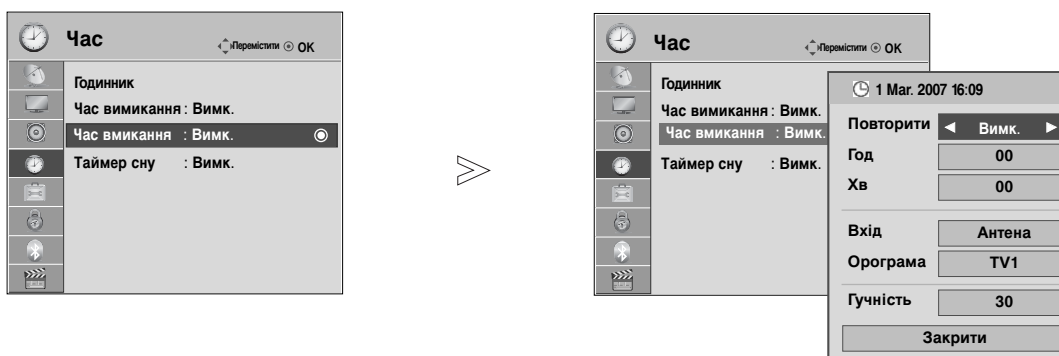 Час
Перемістити OK
Годинник
Час вимикання : Вимк.
Час вмикання : Вимк.
Таймер сну : Вимк.
Час
Перемістити OK
Годинник
Час вимикання : Вимк.
Час вмикання : Вимк.
Таймер сну : Вимк.
1 Mar. 2007 16:09
Повторити Вимк.
Год 00
Хв 00
Вхід Антена
Орограма TV1
Гучність 30
Закрити